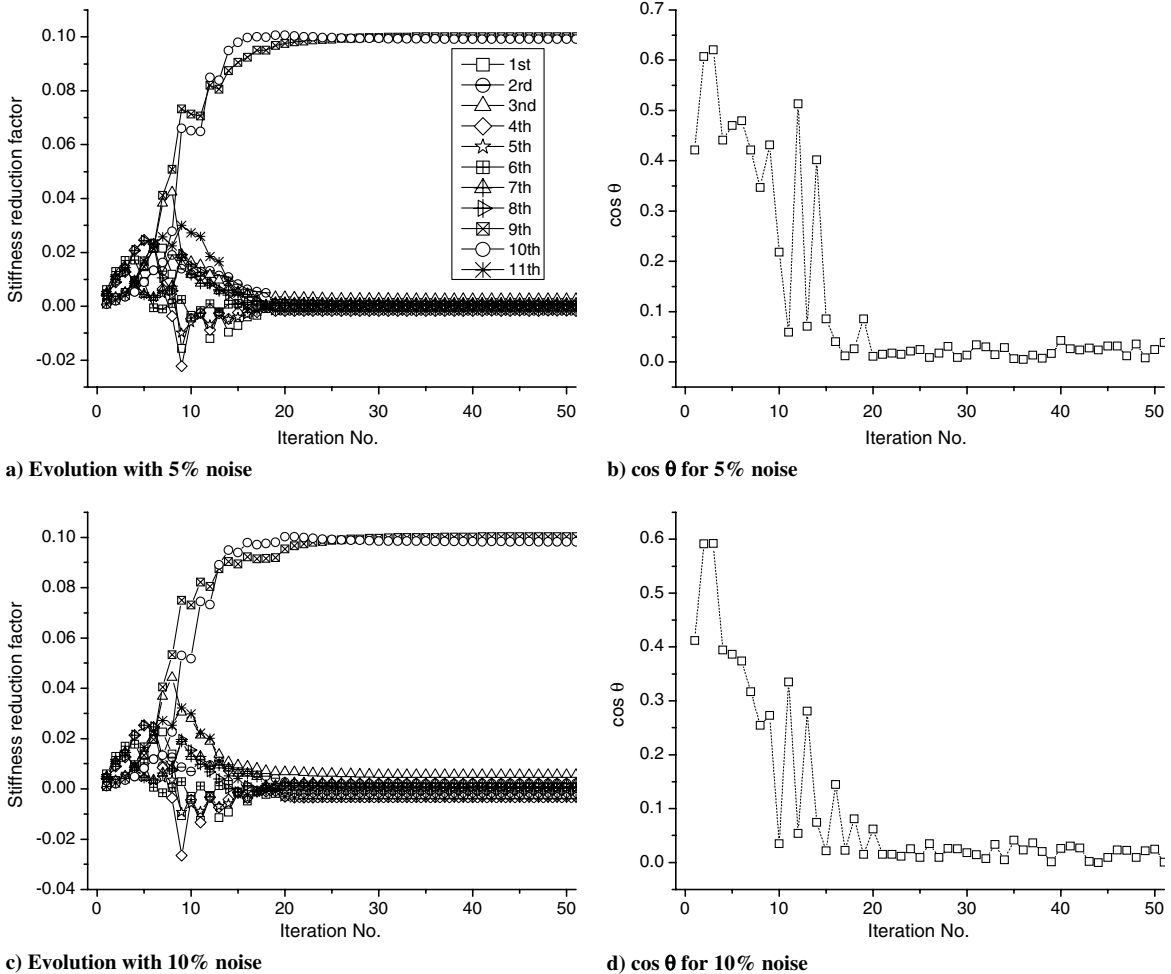 0.10
0.08
0.06
0.04
0.02
0.00
-0.02
Stiffness reduction factor
1st
2rd
3nd
4th
5th
6th
7th
8th
9th
10th
11th
0 10 20 30 40 50
Iteration No.
a) Evolution with 5% noise
0.7
0.6
0.5
0.4
0.3
0.2
0.1
0.0
cos θ
0 10 20 30 40 50
Iteration No.
b) cos θ for 5% noise
0.10
0.08
0.06
0.04
0.02
0.00
-0.02
-0.04
Stiffness reduction factor
0 10 20 30 40 50
Iteration No.
c) Evolution with 10% noise
0.6
0.5
0.4
0.3
0.2
0.1
0.0
cos θ
0 10 20 30 40 50
Iteration No.
d) cos θ for 10% noise